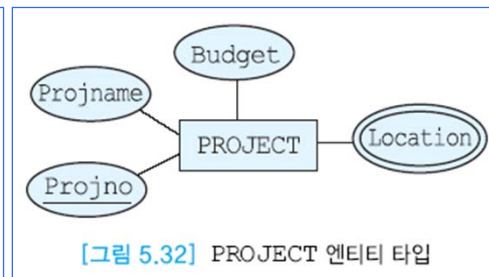 Budget
Projname
PROJECT
Location
Projno
[그림 5.32] PROJECT 엔티티 타입